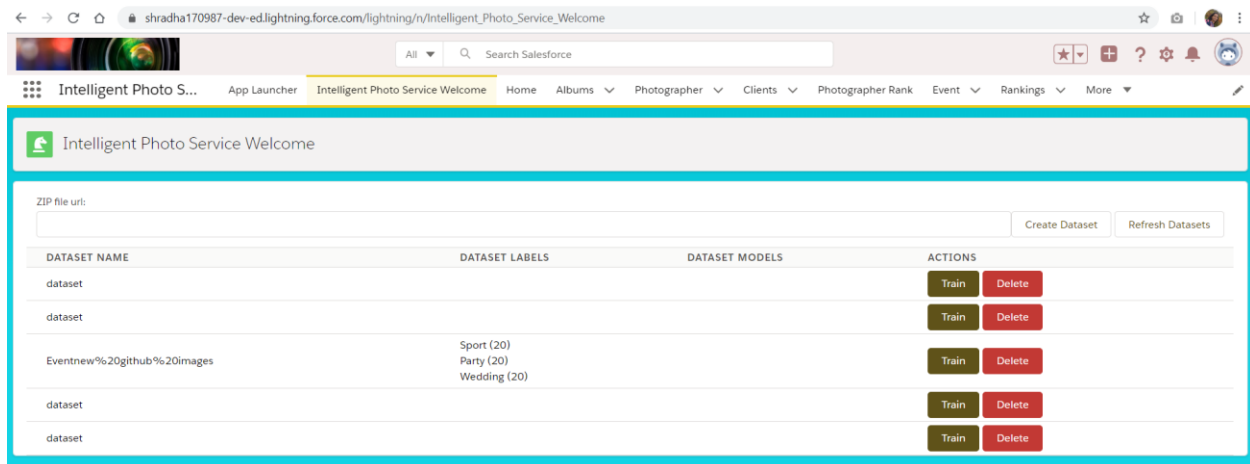 shradha170987-dev-ed.lightning.force.com/lightning/n/Intelligent_Photo_Service_Welcome
All Search Salesforce
Intelligent Photo S... App Launcher Intelligent Photo Service Welcome Home Albums Photographer Clients Photographer Rank Event Rankings More
Intelligent Photo Service Welcome
ZIP file url:
Create Dataset Refresh Datasets
DATASET NAME DATASET LABELS DATASET MODELS ACTIONS
dataset Train Delete
dataset Train Delete
Sport (20)
Eventnew%20github%20images Party (20) Train Delete
Wedding (20)
dataset Train Delete
dataset Train Delete